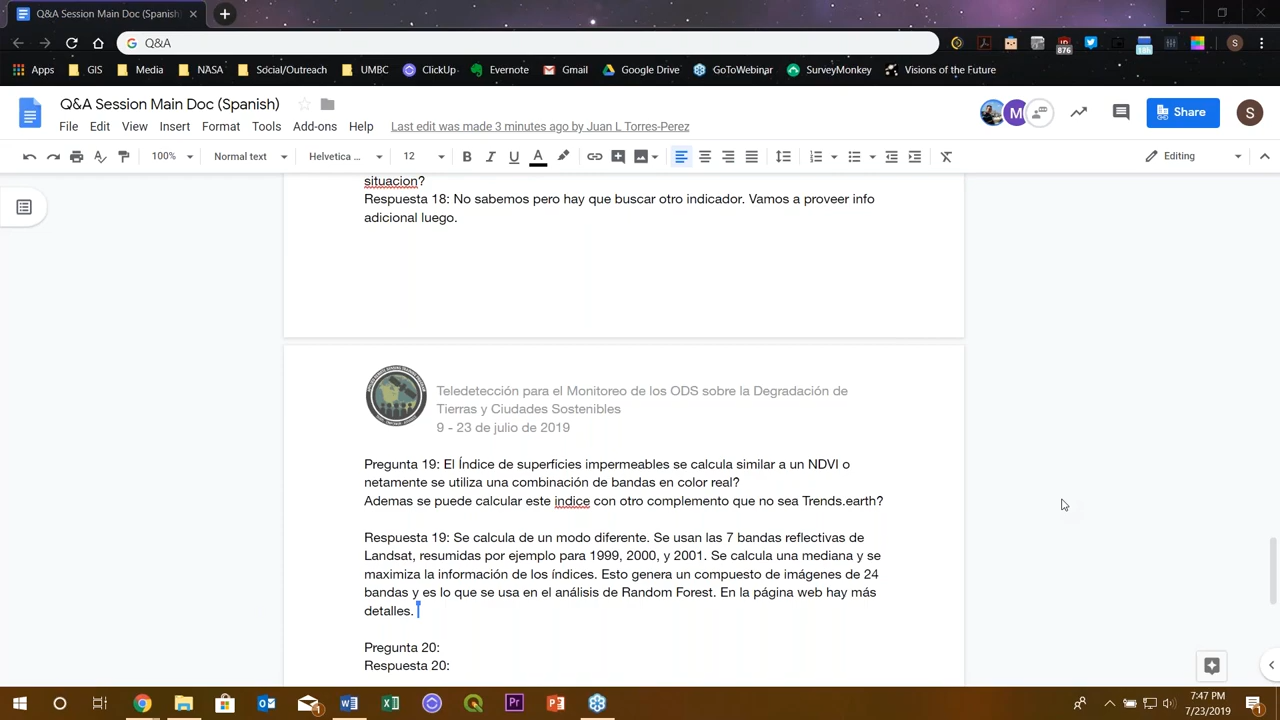 Q&A Session Main Doc (Spanish)
Q&A
876
18h
S
Apps
GIS
Media
NASA
Social/Outreach
UMBC
ClickUp
Evernote
Gmail
Google Drive
GoToWebinar
SurveyMonkey
Visions of the Earth
Q&A Session Main Doc (Spanish)
M
Share
S
File Edit View Insert Format Tools Add-ons Help Last edit was made 3 minutes ago by Juan L Torres-Perez
100% Normal text Helvetica ... 12 B I U A Editing
situacion?
Respuesta 18: No sabemos pero hay que buscar otro indicador. Vamos a proveer info
adicional luego.
Teledetección para el Monitoreo de los ODS sobre la Degradación de
Tierras y Ciudades Sostenibles
9 - 23 de julio de 2019
Pregunta 19: El Índice de superficies impermeables se calcula similar a un NDVI o
netamente se utiliza una combinación de bandas en color real?
Ademas se puede calcular este indice con otro complemento que no sea Trends.earth?
Respuesta 19: Se calcula de un modo diferente. Se usan las 7 bandas reflectivas de
Landsat, resumidas por ejemplo para 1999, 2000, y 2001. Se calcula una mediana y se
maximiza la información de los índices. Esto genera un compuesto de imágenes de 24
bandas y es lo que se usa en el análisis de Random Forest. En la página web hay más
detalles.
Pregunta 20:
Respuesta 20:
7:47 PM
7/23/2019